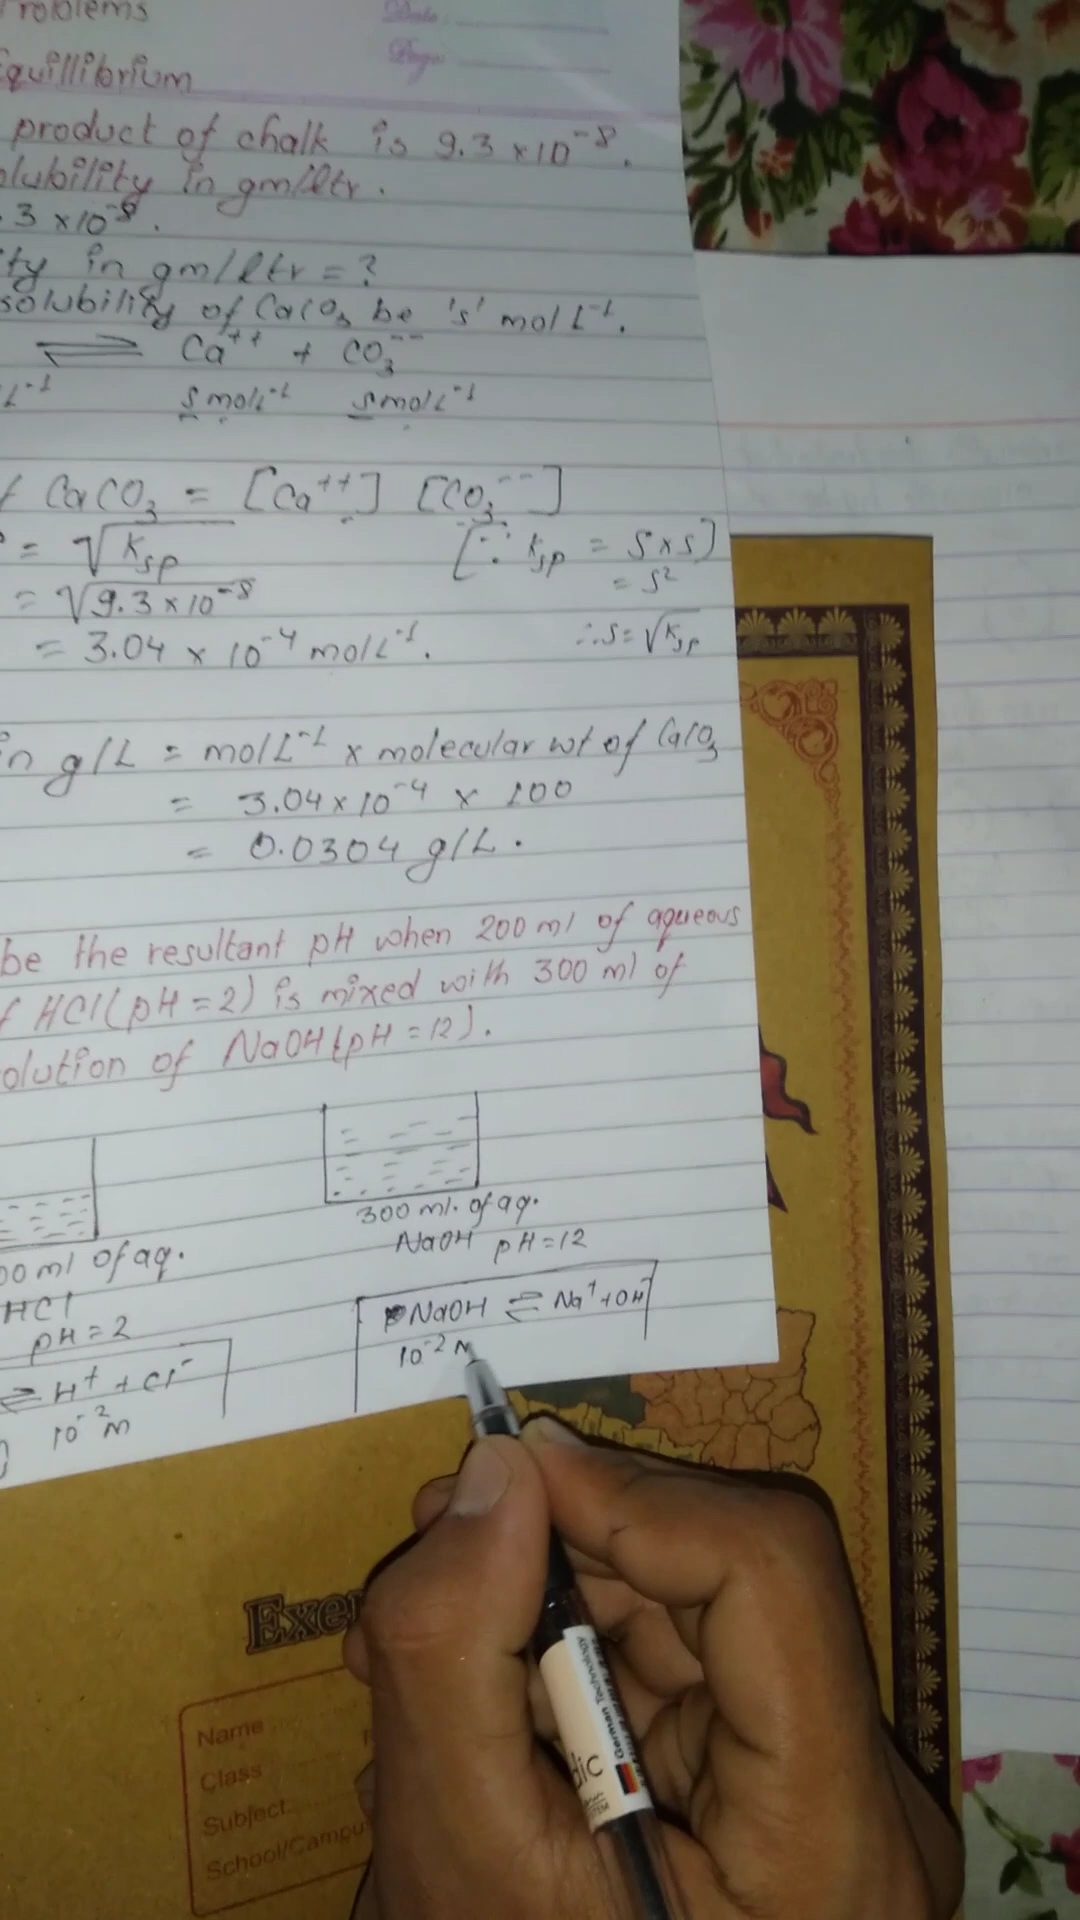 Problems
Date:
Page:
Equillibrium
product of chalk is 9.3 x 10⁻⁸.
olubility in gm/ltr.
.3 x 10⁻⁸.
ty in gm/ltr = ?
solubility of CaCO₃ be 's' mol L⁻¹.
⇌ Ca⁺⁺ + CO₃⁻⁻
L⁻¹ s mol L⁻¹ s mol L⁻¹
f CaCO₃ = [Ca⁺⁺] [CO₃⁻⁻]
= √Ksp [∵ Ksp = S x S]
= √9.3 x 10⁻⁸ = S²
= 3.04 x 10⁻⁴ mol L⁻¹. ∴ S = √Ksp
in g/L = mol L⁻¹ x molecular wt of CaCO₃
= 3.04 x 10⁻⁴ x 100
= 0.0304 g/L.
be the resultant pH when 200 ml of aqueous
f HCl (pH = 2) is mixed with 300 ml of
olution of NaOH (pH = 12).
300 ml. of aq.
00 ml of aq. NaOH pH = 12
HCl
pH = 2
NaOH ⇌ Na⁺ + OH⁻
10⁻² M
⇌ H⁺ + Cl⁻
10⁻² M
Exer
Name
Class
Subject
School/Campu
German Technology
dic